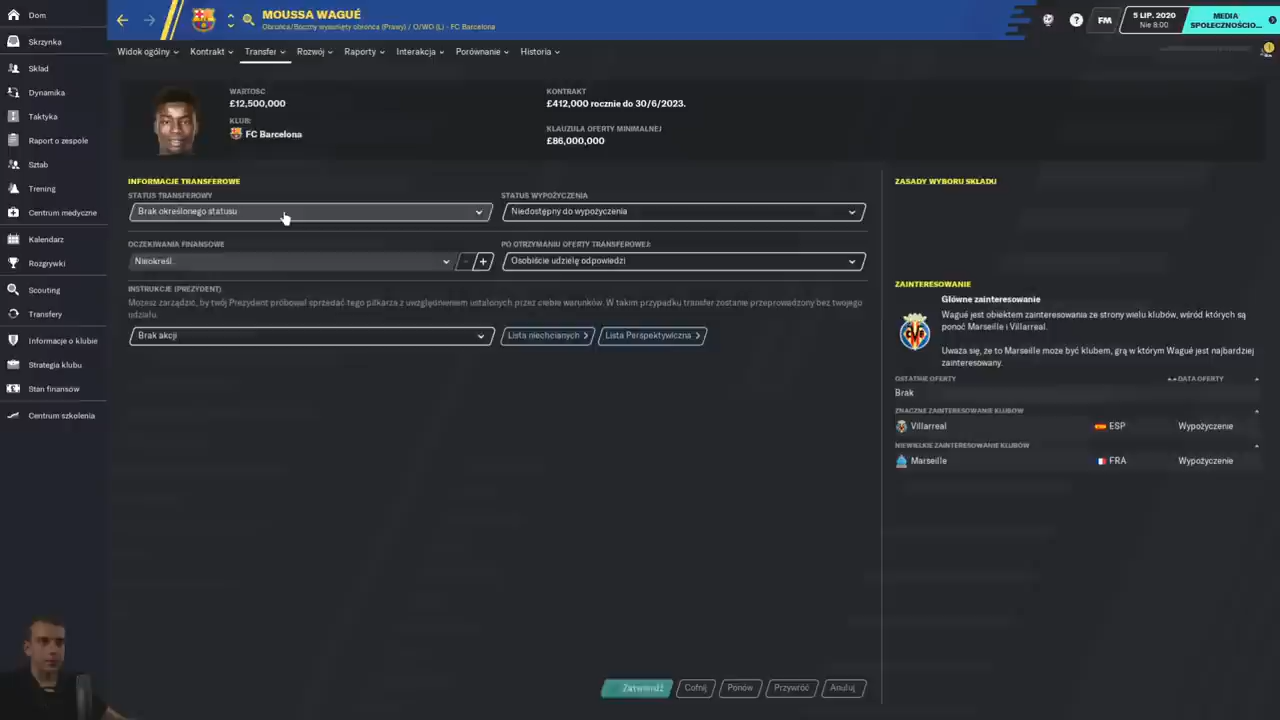 Dom
MOUSSA WAGUÉ
Obrońca/Boczny wysunięty obrońca (Prawy) / O/WO (L) - FC Barcelona
FM
5 LIP. 2020
Nie 8:00
MEDIA
SPOŁECZNOŚCIO...
Skrzynka
Widok ogólny
Kontrakt
Transfer
Rozwój
Raporty
Interakcja
Porównanie
Historia
1
Skład
Dynamika
Taktyka
Raport o zespole
Sztab
Trening
Centrum medyczne
Kalendarz
Rozgrywki
Scouting
Transfery
Informacje o klubie
Strategia klubu
Stan finansów
Centrum szkolenia
WARTOŚĆ
£12,500,000
KLUB:
FC Barcelona
KONTRAKT
£412,000 rocznie do 30/6/2023.
KLAUZULA OFERTY MINIMALNEJ
£86,000,000
INFORMACJE TRANSFEROWE
STATUS TRANSFEROWY
Brak określonego statusu
STATUS WYPOŻYCZENIA
Niedostępny do wypożyczenia
OCZEKIWANIA FINANSOWE
Nieokreśl..
- +
PO OTRZYMANIU OFERTY TRANSFEROWEJ:
Osobiście udzielę odpowiedzi
INSTRUKCJE (PREZYDENT)
Możesz zarządzić, by twój Prezydent próbował sprzedać tego piłkarza z uwzględnieniem ustalonych przez ciebie warunków. W takim przypadku transfer zostanie przeprowadzony bez twojego
udziału.
Brak akcji
Lista niechcianych
Lista Perspektywiczna
ZASADY WYBORU SKŁADU
ZAINTERESOWANIE
Główne zainteresowanie
Wagué jest obiektem zainteresowania ze strony wielu klubów, wśród których są
ponoć Marseille i Villarreal.
Uważa się, że to Marseille może być klubem, grą w którym Wagué jest najbardziej
zainteresowany.
OSTATNIE OFERTY
DATA OFERTY
Brak
ZNACZNE ZAINTERESOWANIE KLUBÓW
Villarreal ESP Wypożyczenie
NIEWIELKIE ZAINTERESOWANIE KLUBÓW
Marseille FRA Wypożyczenie
Zatwierdź
Cofnij
Ponów
Przywróć
Anuluj